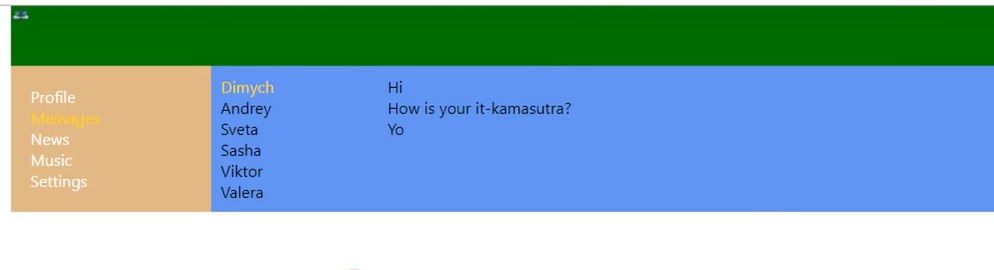 Profile
Messages
News
Music
Settings
Dimych
Andrey
Sveta
Sasha
Viktor
Valera
Hi
How is your it-kamasutra?
Yo